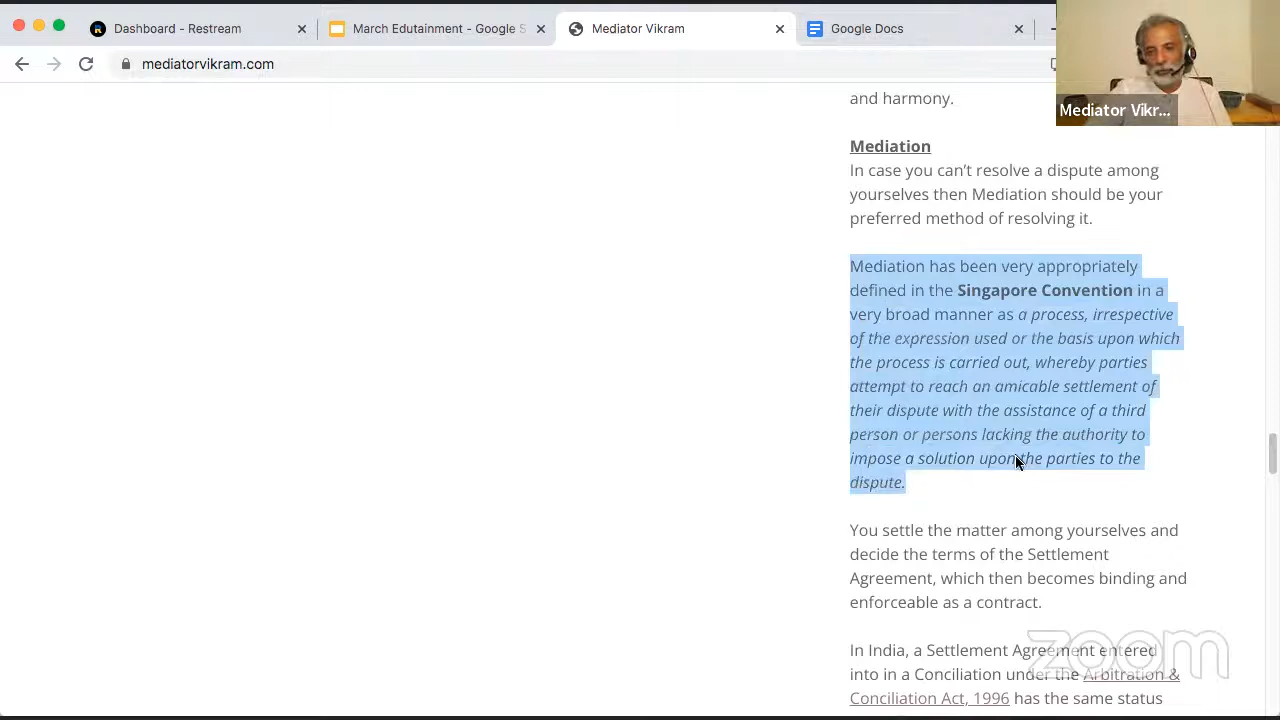 Dashboard - Restream
March Edutainment - Google S
Mediator Vikram
Google Docs
mediatorvikram.com
Mediator Vikr...
and harmony.
Mediation
In case you can’t resolve a dispute among
yourselves then Mediation should be your
preferred method of resolving it.
Mediation has been very appropriately
defined in the Singapore Convention in a
very broad manner as a process, irrespective
of the expression used or the basis upon which
the process is carried out, whereby parties
attempt to reach an amicable settlement of
their dispute with the assistance of a third
person or persons lacking the authority to
impose a solution upon the parties to the
dispute.
You settle the matter among yourselves and
decide the terms of the Settlement
Agreement, which then becomes binding and
enforceable as a contract.
In India, a Settlement Agreement entered
into in a Conciliation under the Arbitration &
Conciliation Act, 1996 has the same status
zoom